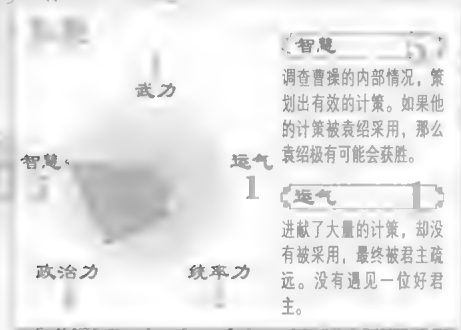 武力
智慧
运气
1
政治力
统率力
智慧 5
调查曹操的内部情况，策
划出有效的计策。如果他
的计策被袁绍采用，那么
袁绍极有可能会获胜。
运气 1
进献了大量的计策，却没
有被采用，最终被君主疏
远。没有遇见一位好君
主。